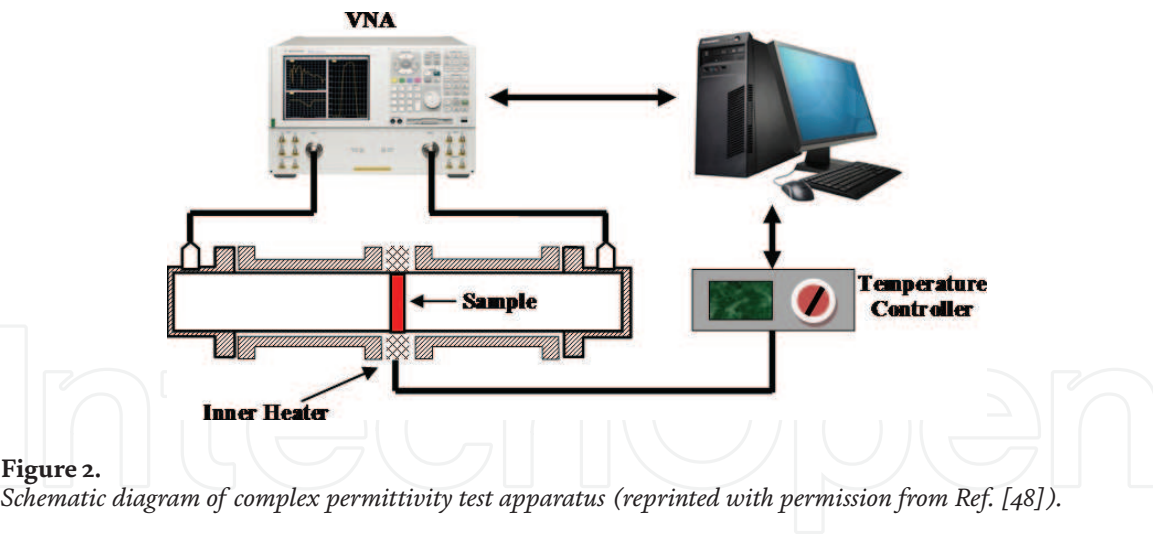 VNA
Sample
Temperature
Controller
Inner Heater
Figure 2.
Schematic diagram of complex permittivity test apparatus (reprinted with permission from Ref. [48]).
IntechOpen